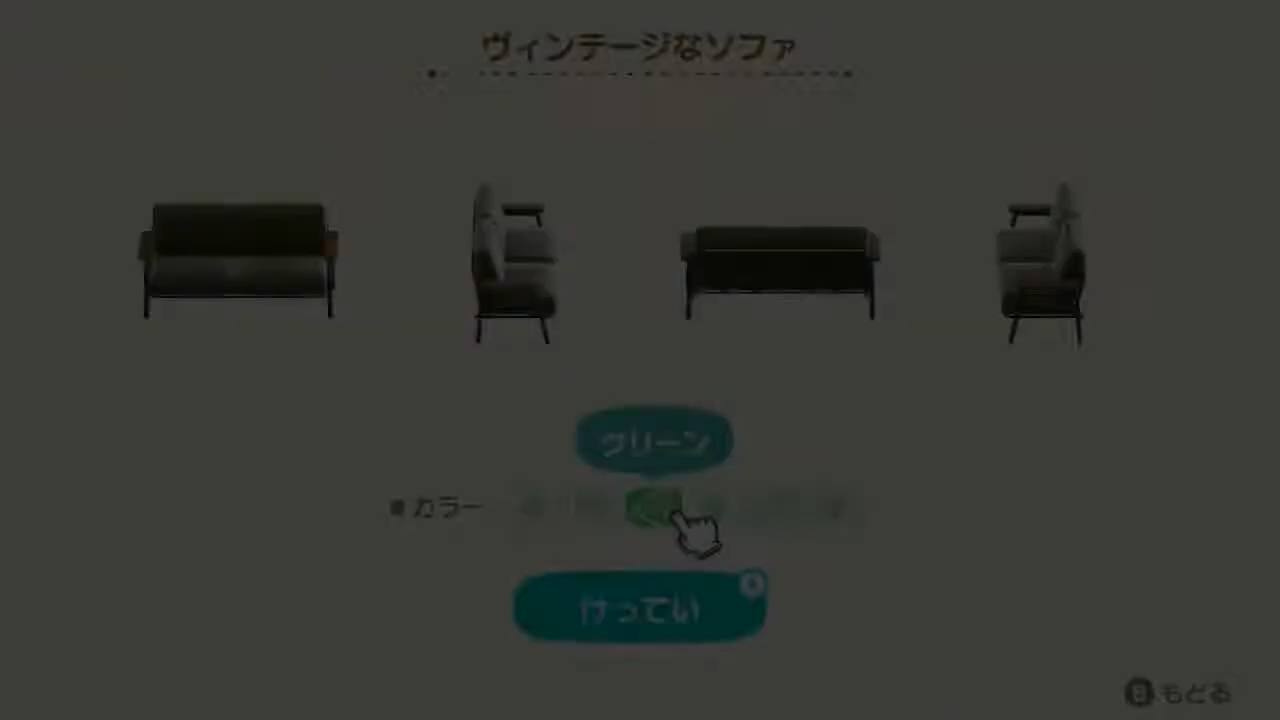 ヴィンテージなソファ
グリーン
カラー
けってい
B もどる